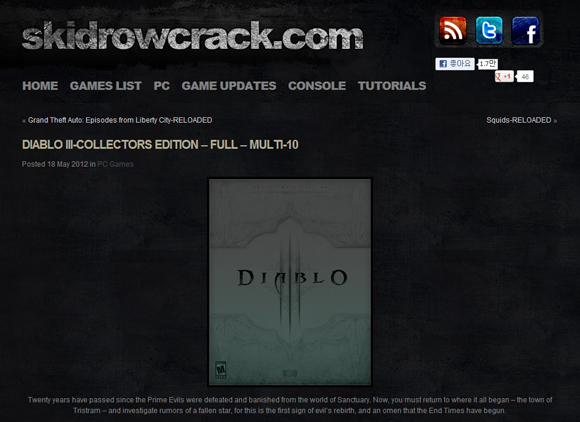 skidrowcrack.com
좋아요 1.7만
+1 46
HOME GAMES LIST PC GAME UPDATES CONSOLE TUTORIALS
« Grand Theft Auto: Episodes from Liberty City-RELOADED Squids-RELOADED »
DIABLO III-COLLECTORS EDITION – FULL – MULTI-10
Posted 18 May 2012 in PC Games
DIABLO
Twenty years have passed since the Prime Evils were defeated and banished from the world of Sanctuary. Now, you must return to where it all began – the town of
Tristram – and investigate rumors of a fallen star, for this is the first sign of evil's rebirth, and an omen that the End Times have begun.